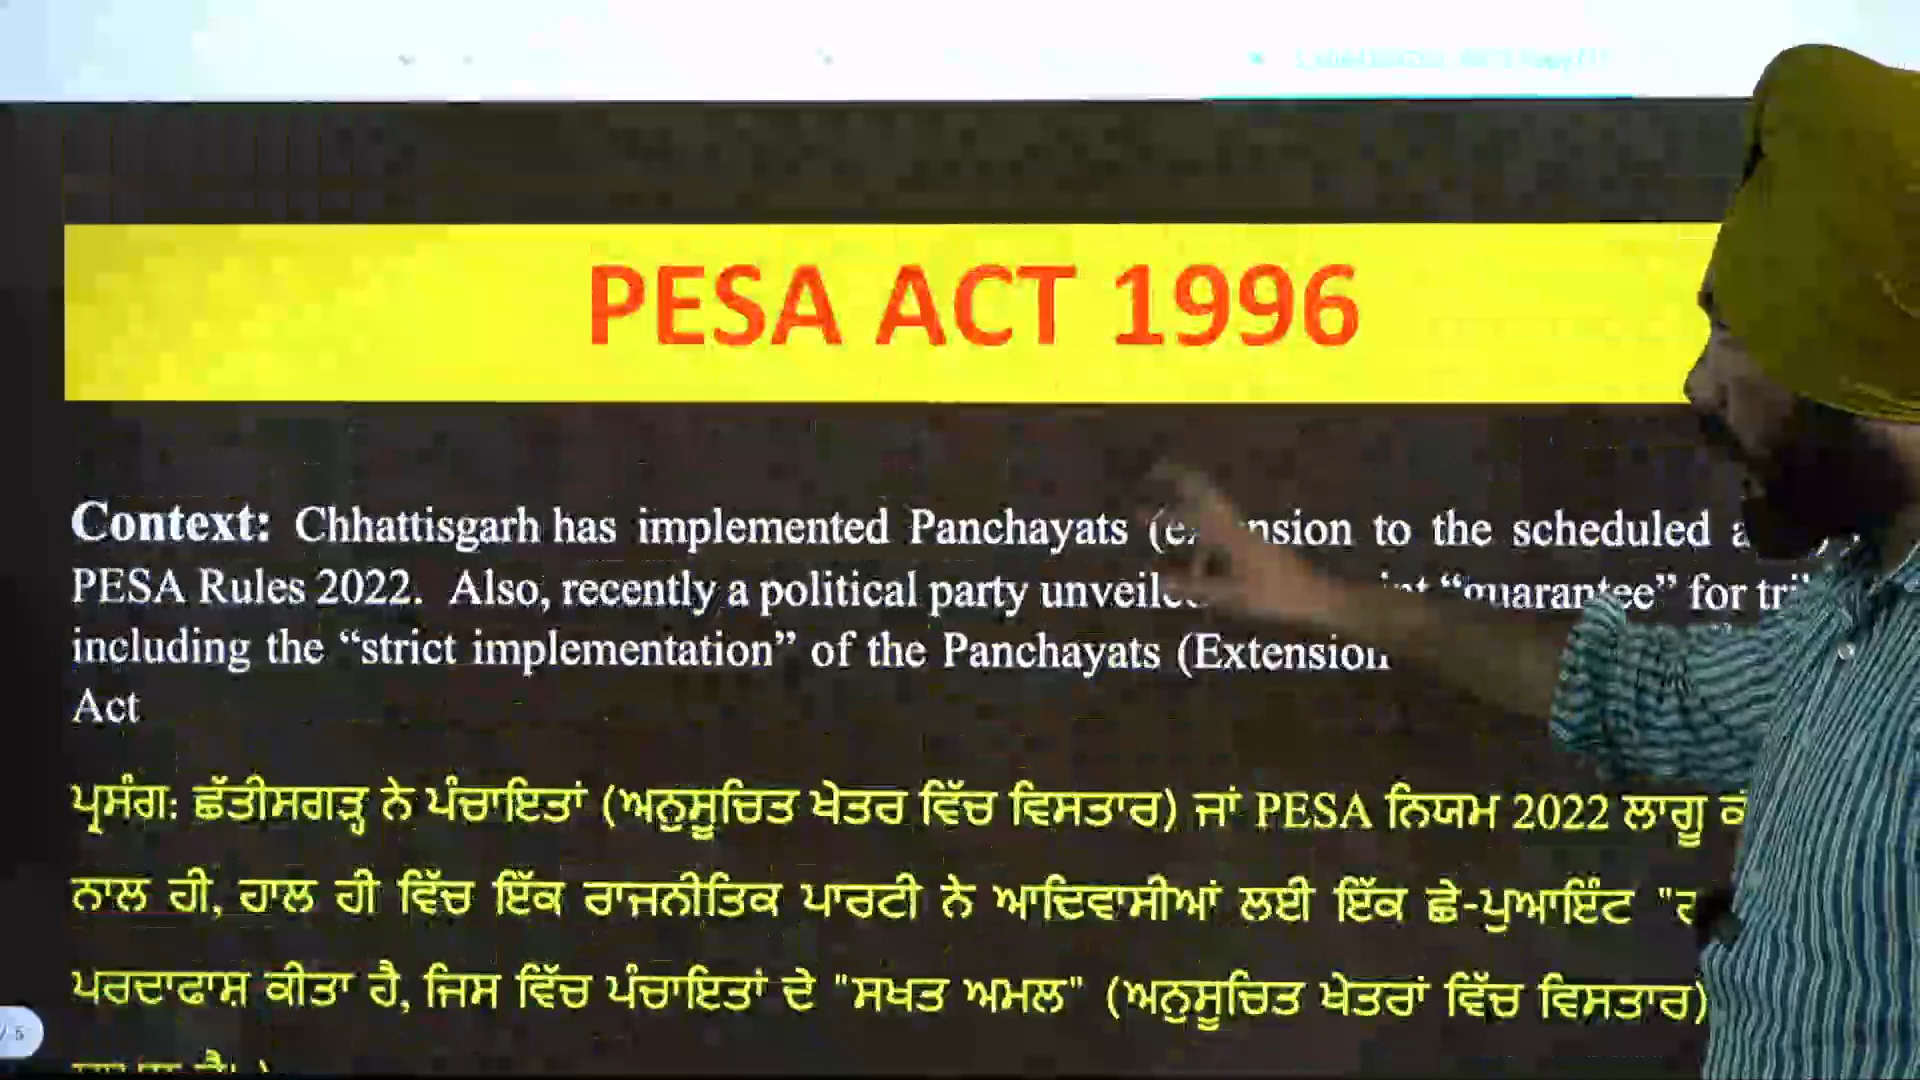 PESA ACT 1996
Context: Chhattisgarh has implemented Panchayats to the scheduled
PESA Rules 2022. Also, recently a political party “guarantee” for
including the “strict implementation” of the Panchayats (Extension
Act
ਪ੍ਰਸੰਗ: ਛੱਤੀਸਗੜ੍ਹ ਨੇ ਪੰਚਾਇਤਾਂ (ਅਨੁਸੂਚਿਤ ਖੇਤਰ ਵਿੱਚ ਵਿਸਤਾਰ) ਜਾਂ PESA ਨਿਯਮ 2022 ਲਾਗੂ
ਨਾਲ ਹੀ, ਹਾਲ ਹੀ ਵਿੱਚ ਇੱਕ ਰਾਜਨੀਤਿਕ ਪਾਰਟੀ ਨੇ ਆਦਿਵਾਸੀਆਂ ਲਈ ਇੱਕ ਛੇ-ਪੁਆਇੰਟ
ਪਰਦਾਫਾਸ਼ ਕੀਤਾ ਹੈ, ਜਿਸ ਵਿੱਚ ਪੰਚਾਇਤਾਂ ਦੇ "ਸਖਤ ਅਮਲ" (ਅਨੁਸੂਚਿਤ ਖੇਤਰਾਂ ਵਿੱਚ ਵਿਸਤਾਰ)
/ 5